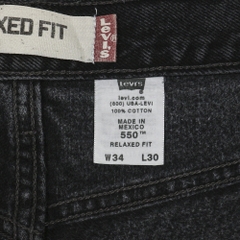 XED FIT
Levi's
Levi's
levi.com
(800) USA-LEVI
100% COTTON
MADE IN
MEXICO
550™
RELAXED FIT
W34 L30